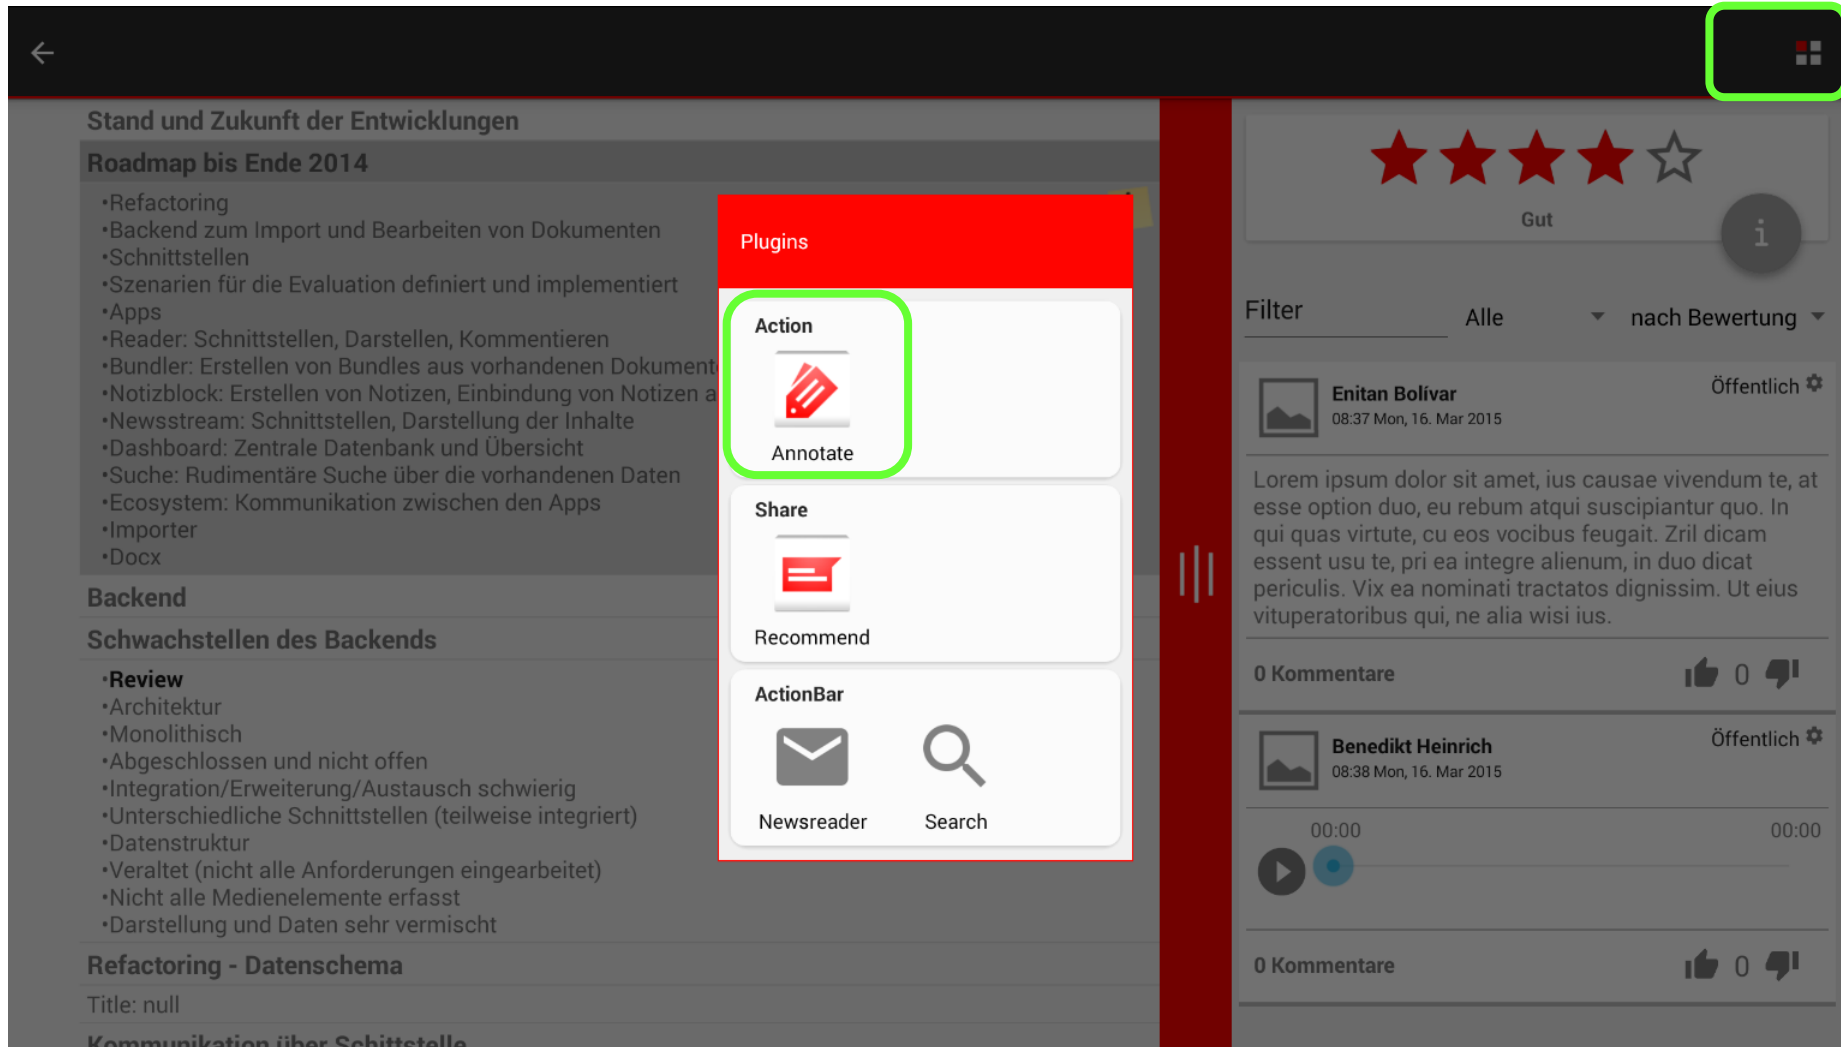 Stand und Zukunft der Entwicklungen
Roadmap bis Ende 2014
•Refactoring
•Backend zum Import und Bearbeiten von Dokumenten
•Schnittstellen
•Szenarien für die Evaluation definiert und implementiert
•Apps
•Reader: Schnittstellen, Darstellen, Kommentieren
•Bundler: Erstellen von Bundles aus vorhandenen Dokument
•Notizblock: Erstellen von Notizen, Einbindung von Notizen a
•Newsstream: Schnittstellen, Darstellung der Inhalte
•Dashboard: Zentrale Datenbank und Übersicht
•Suche: Rudimentäre Suche über die vorhandenen Daten
•Ecosystem: Kommunikation zwischen den Apps
•Importer
•Docx
Backend
Schwachstellen des Backends
•Review
•Architektur
•Monolithisch
•Abgeschlossen und nicht offen
•Integration/Erweiterung/Austausch schwierig
•Unterschiedliche Schnittstellen (teilweise integriert)
•Datenstruktur
•Veraltet (nicht alle Anforderungen eingearbeitet)
•Nicht alle Medienelemente erfasst
•Darstellung und Daten sehr vermischt
Refactoring - Datenschema
Title: null
Kommunikation über Schittstelle
Plugins
Action
Annotate
Share
Recommend
ActionBar
Newsreader Search
Gut
i
Filter Alle nach Bewertung
Enitan Bolívar Öffentlich
08:37 Mon, 16. Mar 2015
Lorem ipsum dolor sit amet, ius causae vivendum te, at
esse option duo, eu rebum atqui suscipiantur quo. In
qui quas virtute, cu eos vocibus feugait. Zril dicam
essent usu te, pri ea integre alienum, in duo dicat
periculis. Vix ea nominati tractatos dignissim. Ut eius
vituperatoribus qui, ne alia wisi ius.
0 Kommentare 0
Benedikt Heinrich Öffentlich
08:38 Mon, 16. Mar 2015
00:00 00:00
0 Kommentare 0